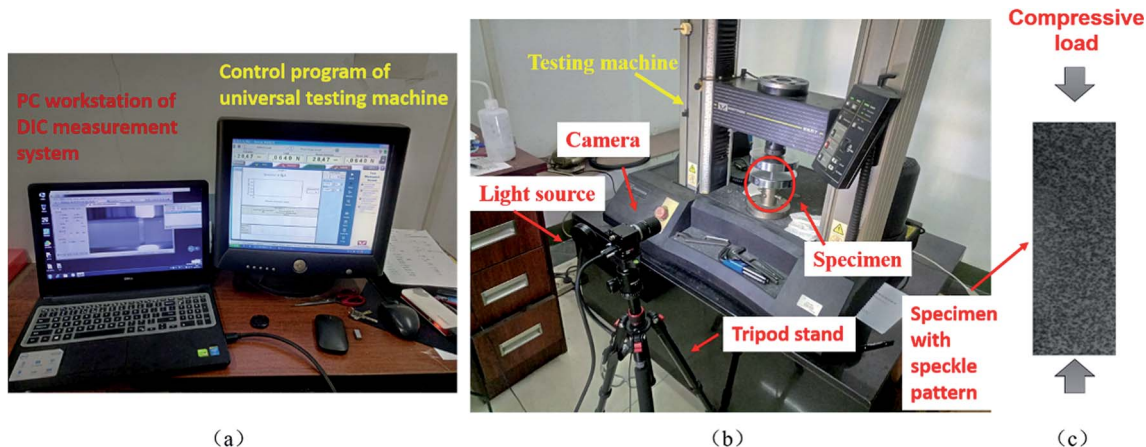 PC workstation of
DIC measurement
system
Control program of
universal testing machine
(a)
Testing machine
Camera
Light source
Specimen
Tripod stand
Specimen
with
speckle
pattern
(b)
Compressive
load
(c)